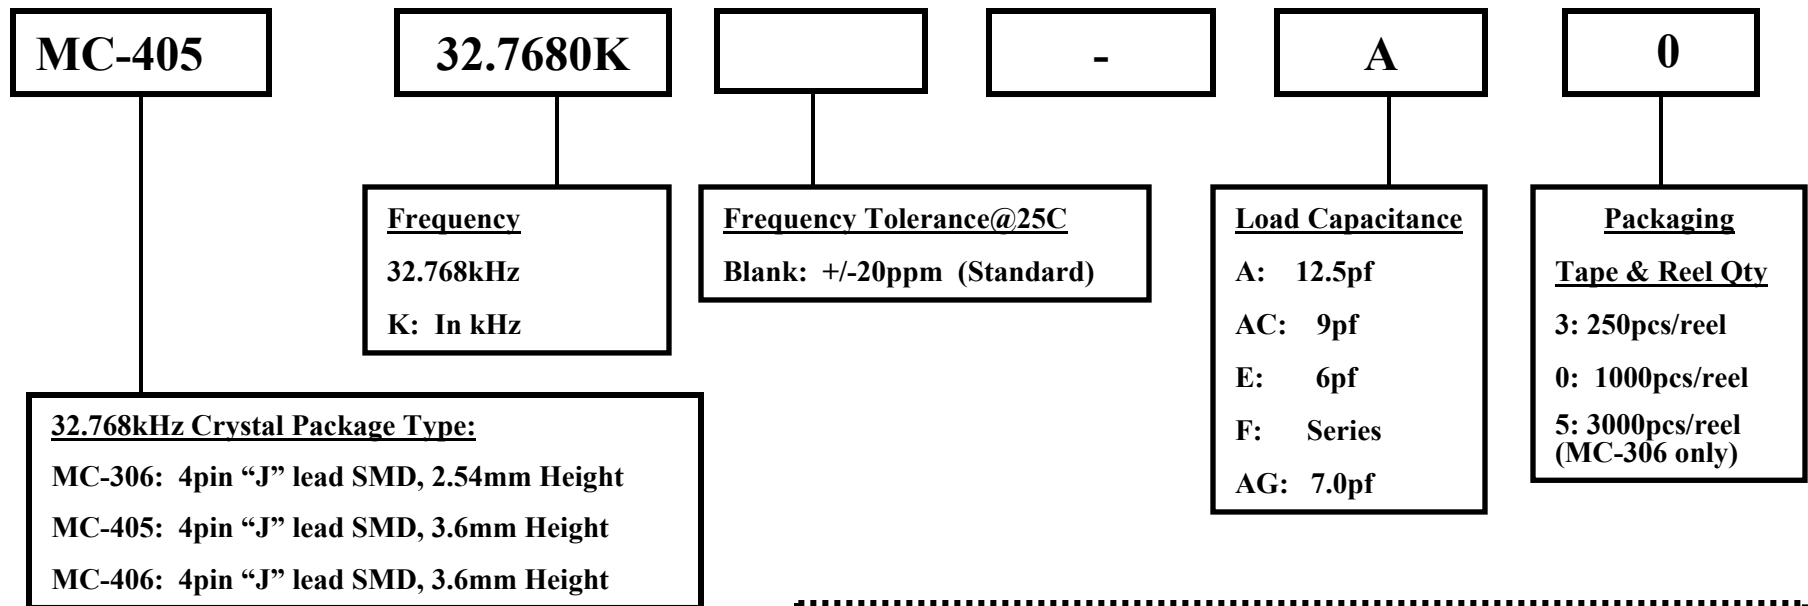 MC-405 32.7680K - A 0
Frequency
32.768kHz
K: In kHz
Frequency Tolerance@25C
Blank: +/-20ppm (Standard)
Load Capacitance
A: 12.5pf
AC: 9pf
E: 6pf
F: Series
AG: 7.0pf
Packaging
Tape & Reel Qty
3: 250pcs/reel
0: 1000pcs/reel
5: 3000pcs/reel
(MC-306 only)
32.768kHz Crystal Package Type:
MC-306: 4pin “J” lead SMD, 2.54mm Height
MC-405: 4pin “J” lead SMD, 3.6mm Height
MC-406: 4pin “J” lead SMD, 3.6mm Height